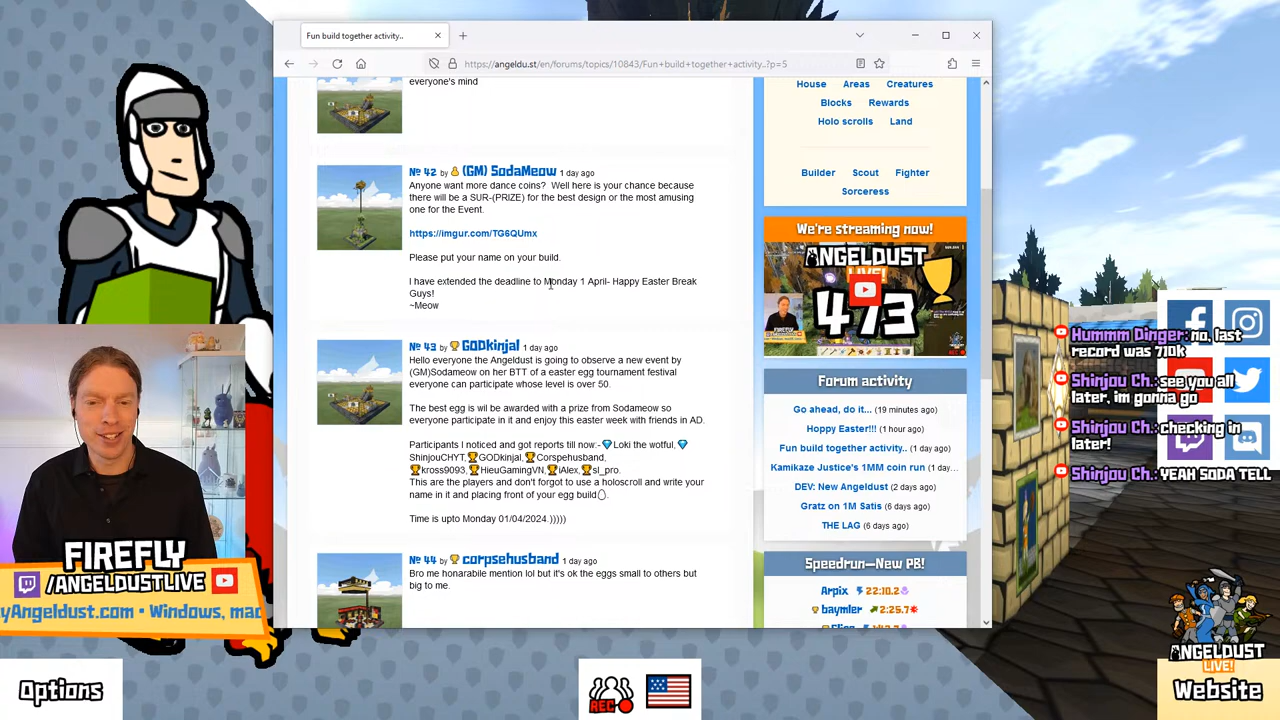 Fun build together activity..
https://angeldu.st/en/forums/topics/10843/Fun+build+together+activity..?p=5
everyone's mind
№ 42 by (GM) SodaMeow 1 day ago
Anyone want more dance coins? Well here is your chance because
there will be a SUR-(PRIZE) for the best design or the most amusing
one for the Event.
https://imgur.com/TG6QUmx
Please put your name on your build.
I have extended the deadline to Monday 1 April- Happy Easter Break
Guys!
~Meow
№ 43 by GODkinjal 1 day ago
Hello everyone the Angeldust is going to observe a new event by
(GM)Sodameow on her BTT of a easter egg tournament festival
everyone can participate whose level is over 50.
The best egg is wil be awarded with a prize from Sodameow so
everyone participate in it and enjoy this easter week with friends in AD.
Participants I noticed and got reports till now:-💎Loki the wotful,💎
ShinjouCHYT,🏆GODkinjal,🏆Corspehusband,
🏆kross9093,🏆HieuGamingVN,🏆IAlex,🏆sl_pro.
This are the players and don't forgot to use a holoscroll and write your
name in it and placing front of your egg build🥚.
Time is upto Monday 01/04/2024.)))))
№ 44 by corpsehusband 1 day ago
Bro me honarabile mention lol but it's ok the eggs small to others but
big to me.
House Areas Creatures
Blocks Rewards
Holo scrolls Land
Builder Scout Fighter
Sorceress
We're streaming now!
ANGELDUST
LIVE!
473
FIREFLY
Forum activity
Go ahead, do it... (19 minutes ago)
Hoppy Easter!!! (1 hour ago)
Fun build together activity.. (1 day ago)
Kamikaze Justice's 1MM coin run (1 day...
DEV: New Angeldust (2 days ago)
Gratz on 1M Satis (6 days ago)
THE LAG (6 days ago)
Speedrun—New PB!
Arpix 22:10.2
baymler 2:25.7
Hummm Dinger: no, last
record was 710k
Shinjou Ch.: see you all
later, im gonna go
Shinjou Ch.: checking in
later!
Shinjou Ch.: YEAH SODA TELL
FIREFLY
/ANGELDUSTLIVE
yAngeldust.com • Windows, mac
Options
REC
ANGELDUST
LIVE!
Website